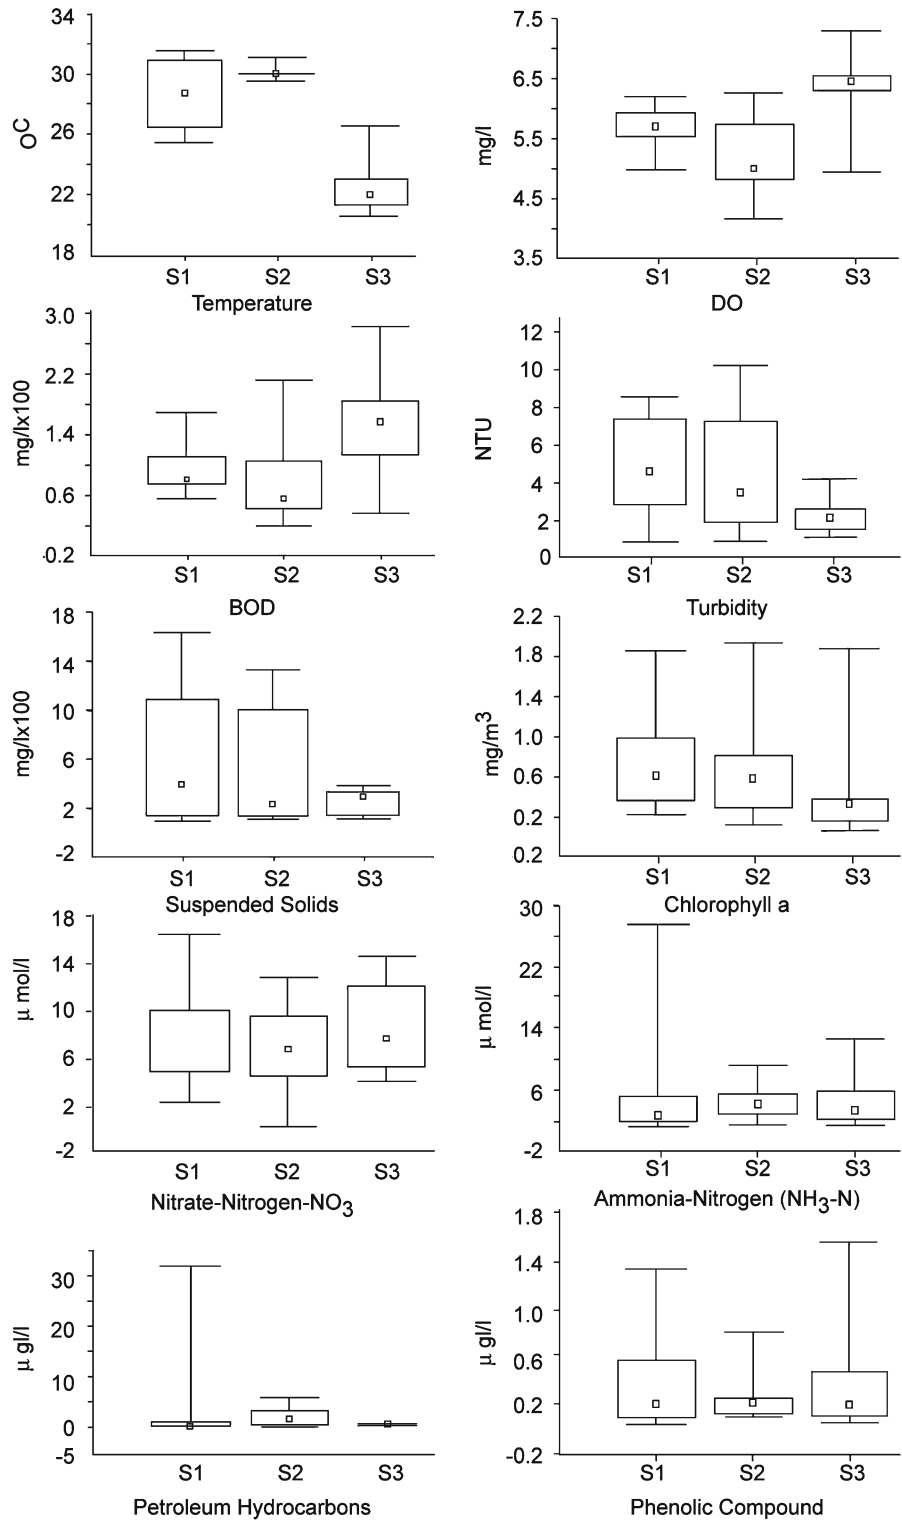 34
30
26
22
18
OC
S1 S2 S3
Temperature
7.5
6.5
5.5
4.5
3.5
mg/l
S1 S2 S3
DO
3.0
2.2
1.4
0.6
-0.2
mg/lx100
S1 S2 S3
BOD
12
10
8
6
4
2
0
NTU
S1 S2 S3
Turbidity
18
14
10
6
2
-2
mg/lx100
S1 S2 S3
Suspended Solids
2.2
1.8
1.4
1.0
0.6
0.2
0.2
mg/m3
S1 S2 S3
Chlorophyll a
18
14
10
6
2
-2
μ mol/l
S1 S2 S3
Nitrate-Nitrogen-NO3
30
22
14
6
-2
μ mol/l
S1 S2 S3
Ammonia-Nitrogen (NH3-N)
30
20
10
0
-5
μ gl/l
S1 S2 S3
Petroleum Hydrocarbons
1.8
1.4
1.0
0.6
0.2
-0.2
μ gl/l
S1 S2 S3
Phenolic Compound